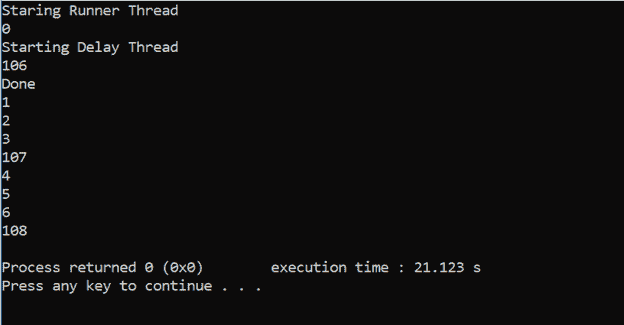 Staring Runner Thread
0
Starting Delay Thread
106
Done
1
2
3
107
4
5
6
108
Process returned 0 (0x0)        execution time : 21.123 s
Press any key to continue . . .